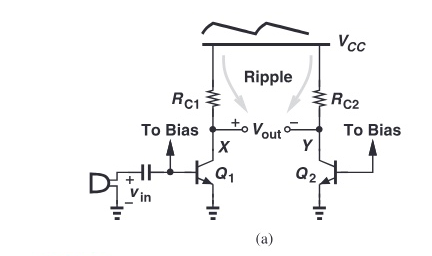 V_CC
Ripple
R_C1
R_C2
To Bias
+ V_out −
To Bias
X
Y
Q_1
Q_2
+
v_in
−
(a)